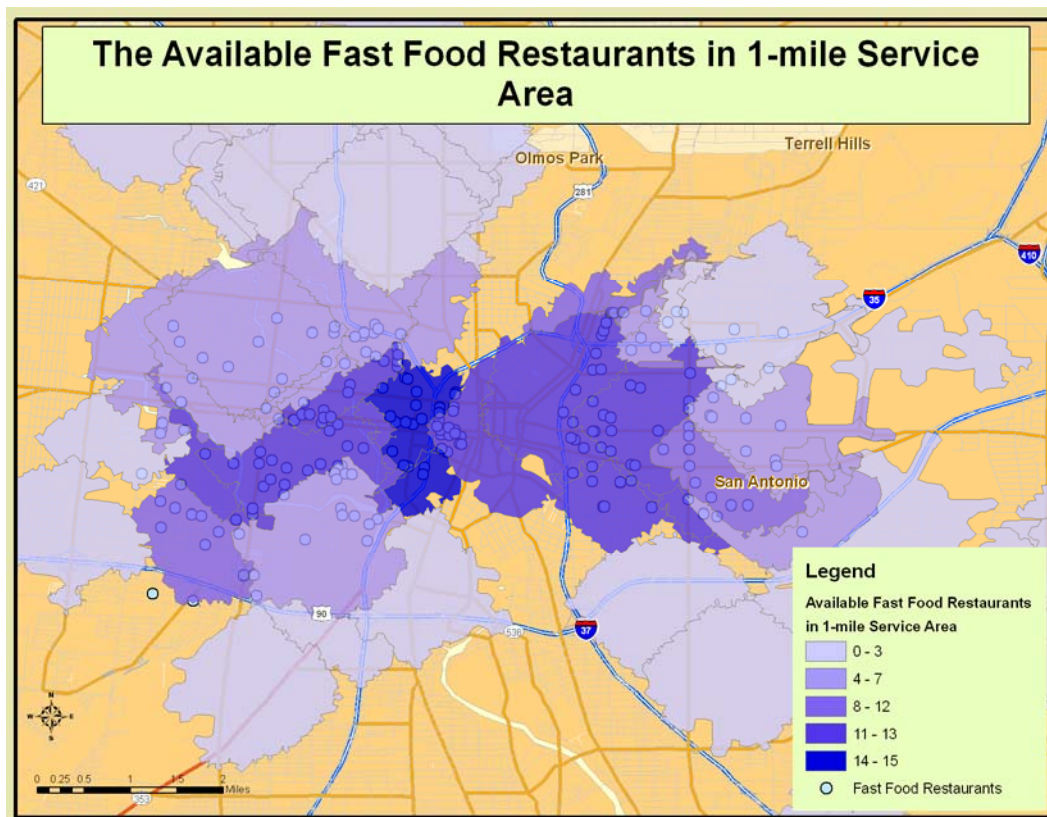 The Available Fast Food Restaurants in 1-mile Service
Area
Terrell Hills
Olmos Park
421
281
410
35
San Antonio
90
536
37
353
N
W
E
S
0 0.25 0.5 1 1.5 2
Miles
Legend
Available Fast Food Restaurants
in 1-mile Service Area
0 - 3
4 - 7
8 - 12
11 - 13
14 - 15
Fast Food Restaurants